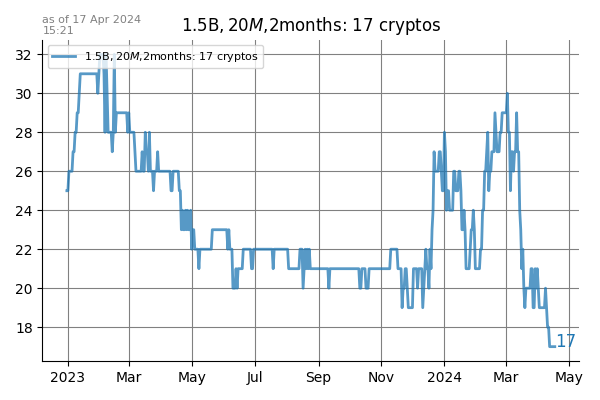 as of 17 Apr 2024
15:21
1.5B, 20M,2months: 17 cryptos
1.5B, 20M,2months: 17 cryptos
32
30
28
26
24
22
20
18
17
2023 Mar May Jul Sep Nov 2024 Mar May